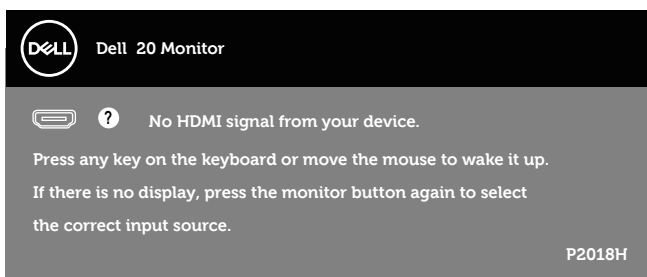 DELL
Dell 20 Monitor
? No HDMI signal from your device.
Press any key on the keyboard or move the mouse to wake it up.
If there is no display, press the monitor button again to select
the correct input source.
P2018H